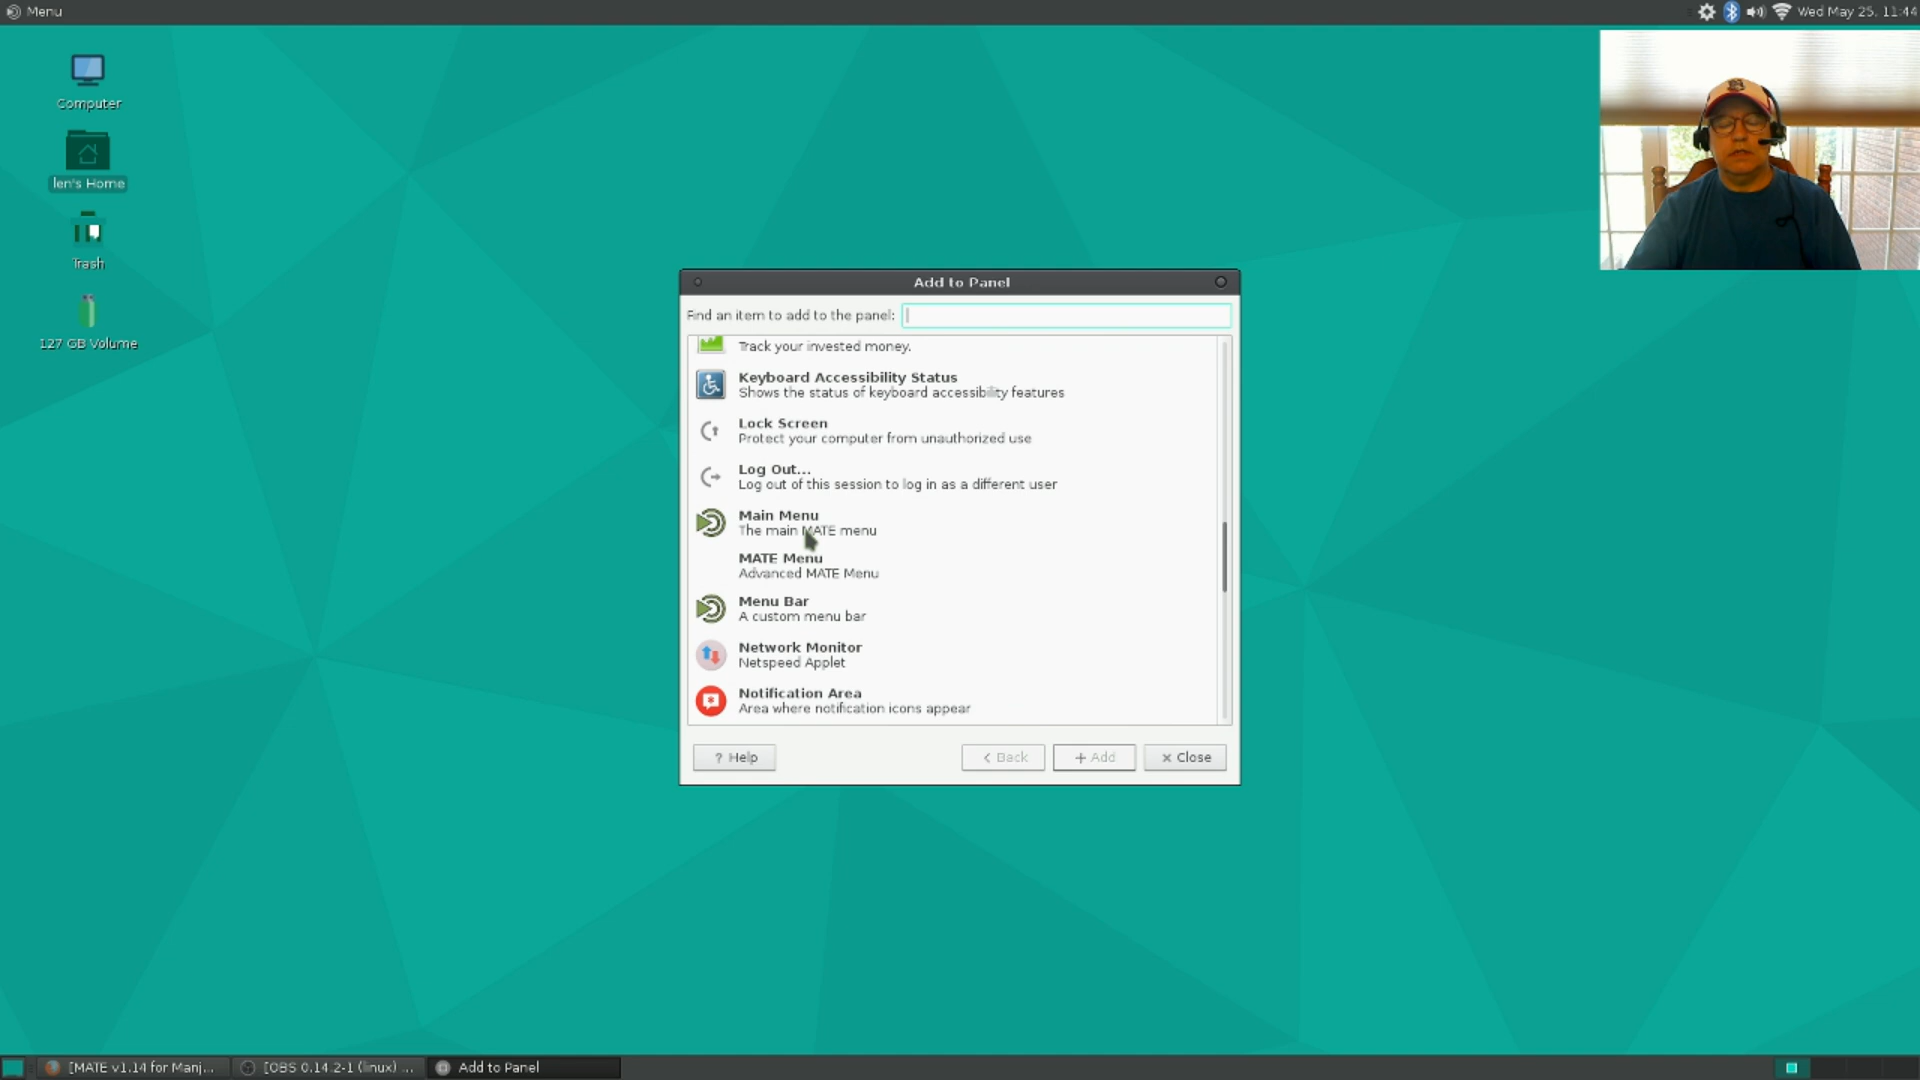 Menu
Wed May 25, 11:44
Computer
len's Home
Trash
127 GB Volume
Add to Panel
Find an item to add to the panel:
Track your invested money.
Keyboard Accessibility Status
Shows the status of keyboard accessibility features
Lock Screen
Protect your computer from unauthorized use
Log Out...
Log out of this session to log in as a different user
Main Menu
The main MATE menu
MATE Menu
Advanced MATE Menu
Menu Bar
A custom menu bar
Network Monitor
Netspeed Applet
Notification Area
Area where notification icons appear
? Help
< Back
+ Add
× Close
[MATE v1.14 for Manj...
[OBS 0.14.2-1 (linux) ...
Add to Panel